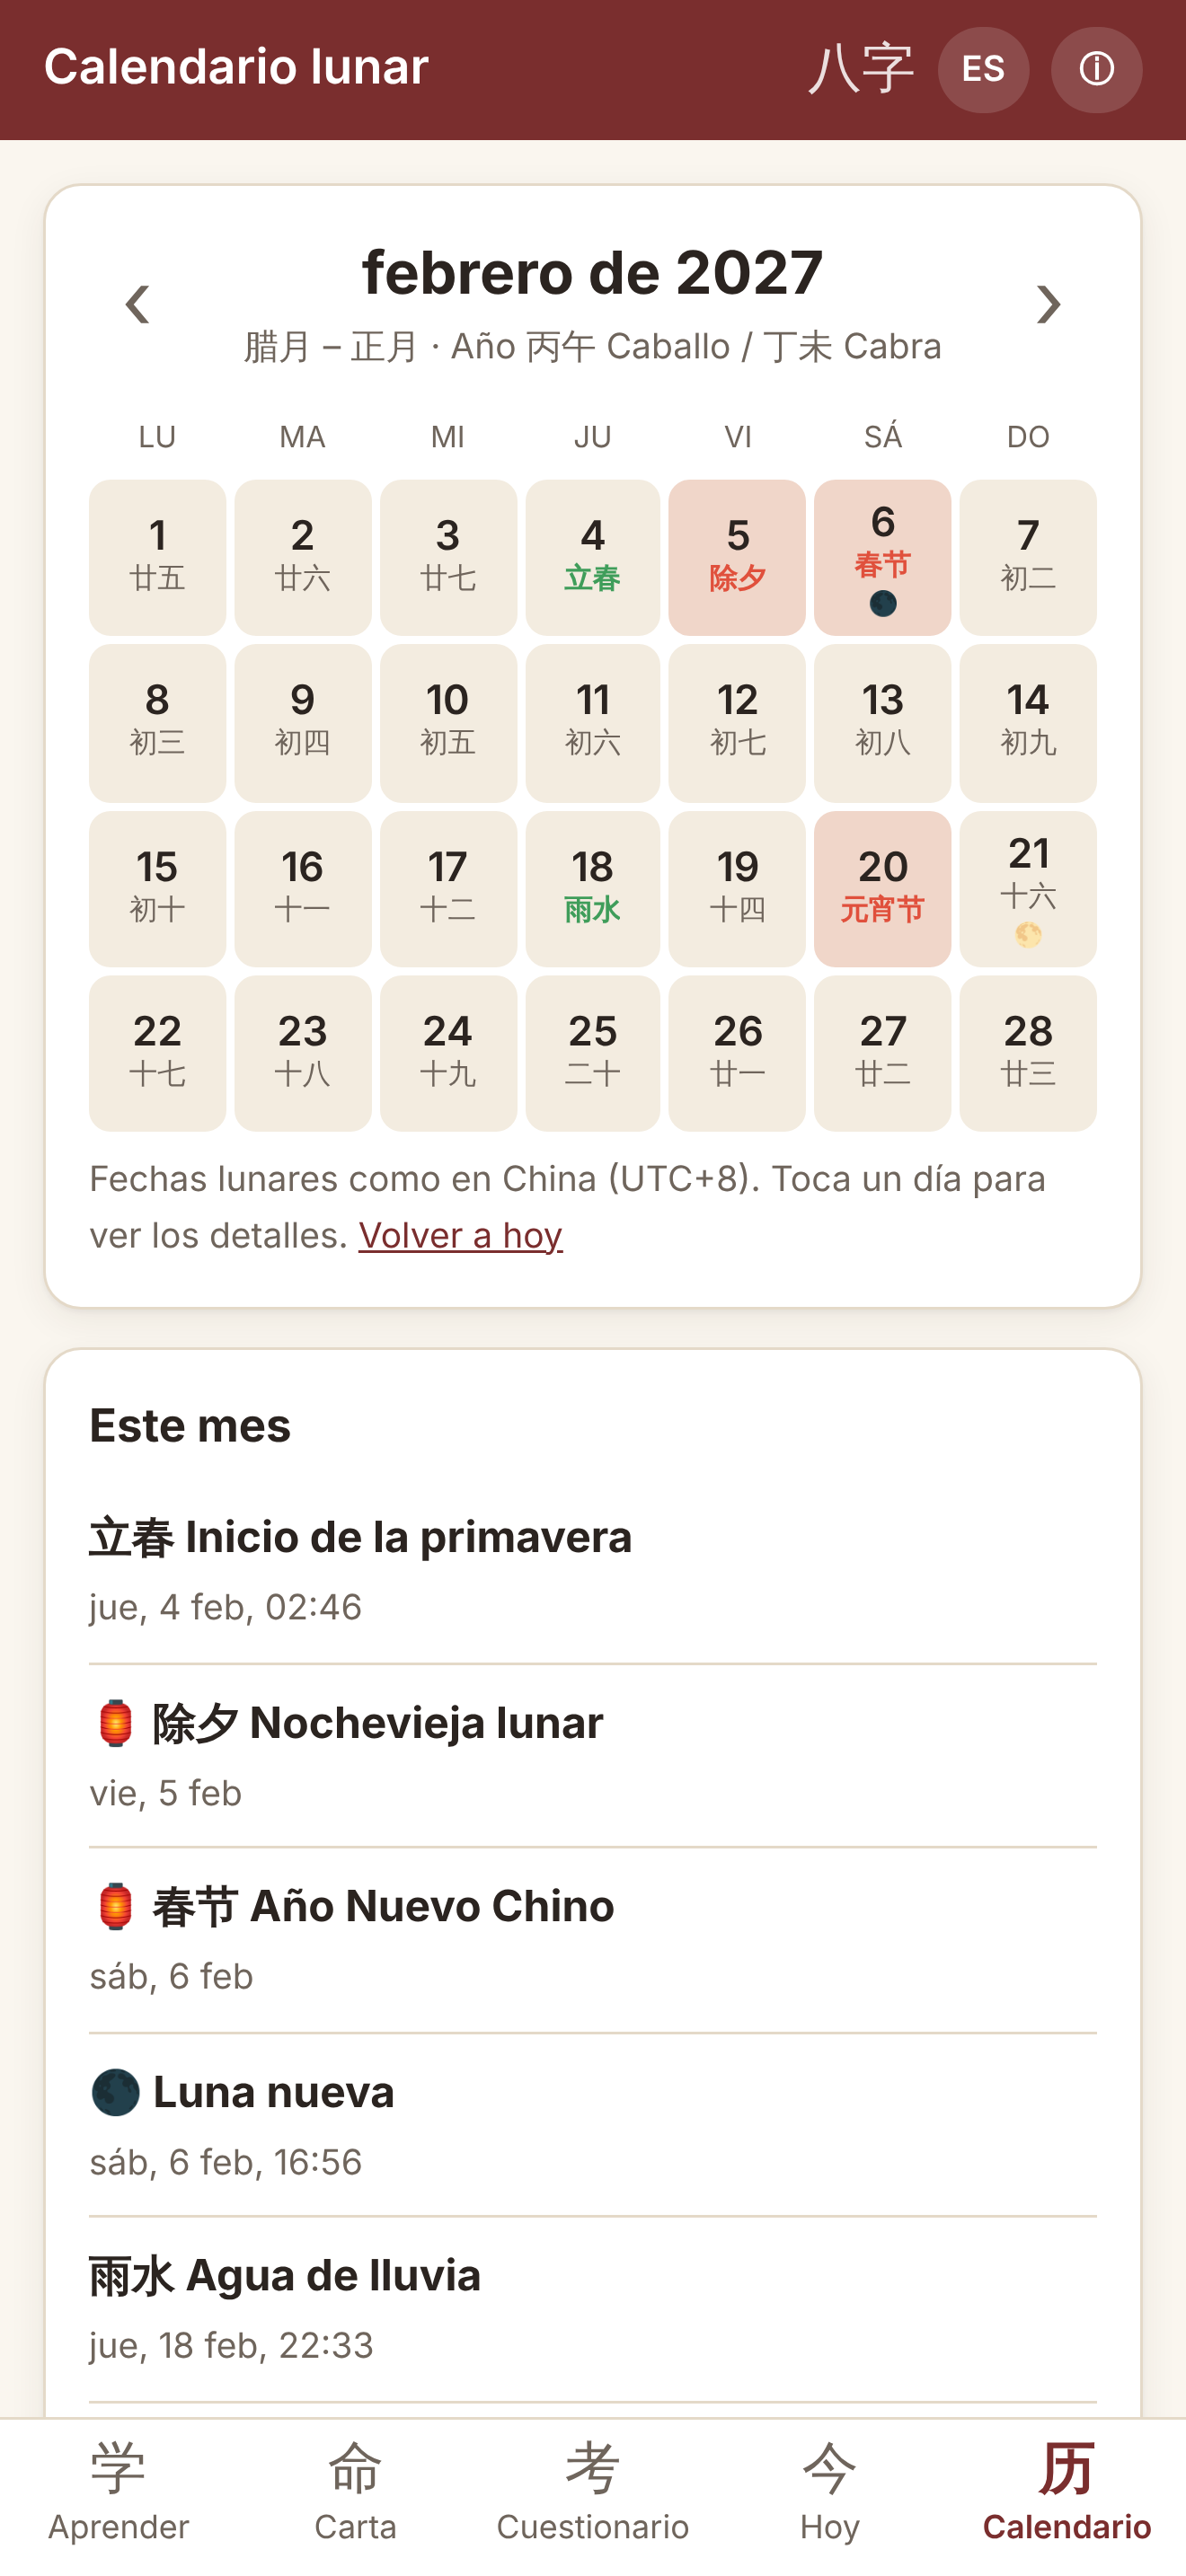 Calendario lunar 八字 ES ⓘ
‹ febrero de 2027 ›
腊月 – 正月 · Año 丙午 Caballo / 丁未 Cabra
LU MA MI JU VI SÁ DO
1 2 3 4 5 6 7
廿五 廿六 廿七 立春 除夕 春节 初二
8 9 10 11 12 13 14
初三 初四 初五 初六 初七 初八 初九
15 16 17 18 19 20 21
初十 十一 十二 雨水 十四 元宵节 十六
22 23 24 25 26 27 28
十七 十八 十九 二十 廿一 廿二 廿三
Fechas lunares como en China (UTC+8). Toca un día para
ver los detalles. Volver a hoy
Este mes
立春 Inicio de la primavera
jue, 4 feb, 02:46
除夕 Nochevieja lunar
vie, 5 feb
春节 Año Nuevo Chino
sáb, 6 feb
Luna nueva
sáb, 6 feb, 16:56
雨水 Agua de lluvia
jue, 18 feb, 22:33
学 命 考 今 历
Aprender Carta Cuestionario Hoy Calendario